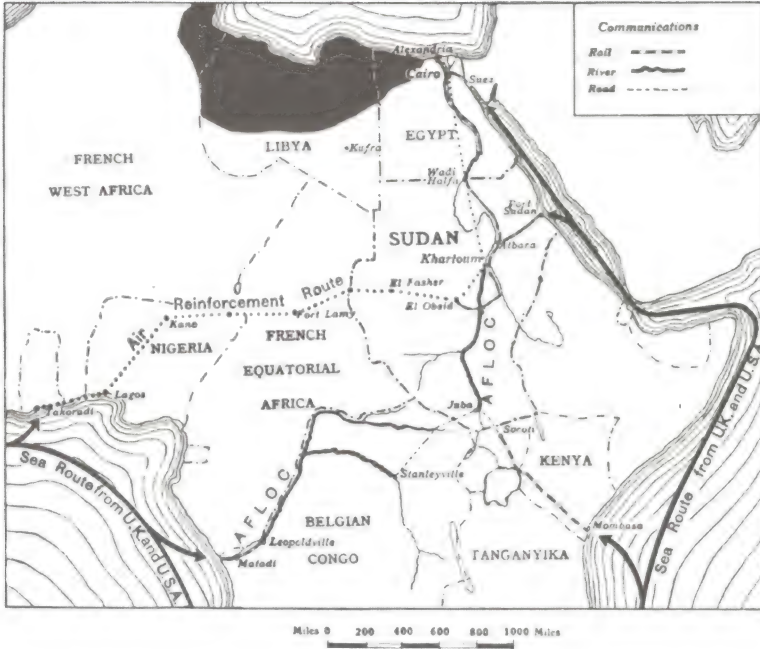 Communications
Rail
River
Road
Alexandria
Cairo
Suez
EGYPT
LIBYA
Kufra
FRENCH
WEST AFRICA
Wadi
Halfa
Port
Sudan
SUDAN
Atbara
Khartoum
Air Reinforcement Route
El Fasher
El Obeid
Kano
Fort Lamy
NIGERIA
FRENCH
EQUATORIAL
AFRICA
Lagos
Takoradi
AFLOC
Juba
Soroti
KENYA
Stanleyville
AFLOC
Sea Route from U.K. and U.S.A.
Sea Route from U.K. and U.S.A.
Leopoldville
Matadi
BELGIAN
CONGO
Mombasa
TANGANYIKA
Miles 0 200 400 600 800 1000 Miles